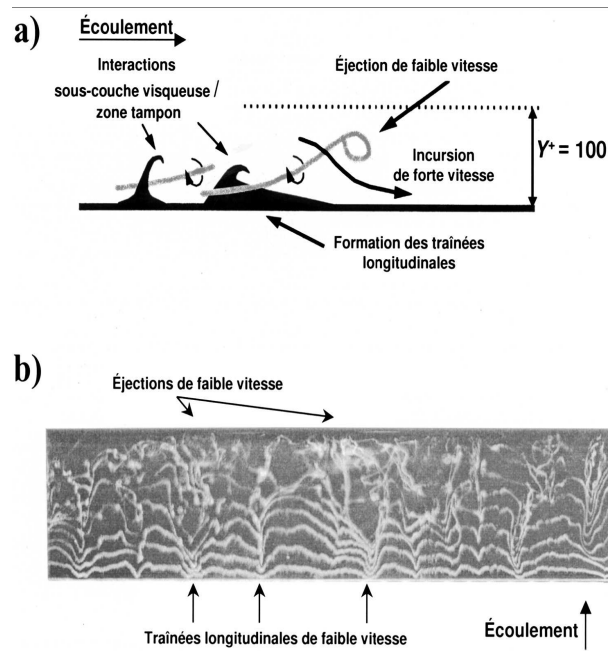 a)
Écoulement
Interactions
sous-couche visqueuse /
zone tampon
Éjection de faible vitesse
Incursion
de forte vitesse
Y+ = 100
Formation des traînées
longitudinales
b)
Éjections de faible vitesse
Traînées longitudinales de faible vitesse
Écoulement